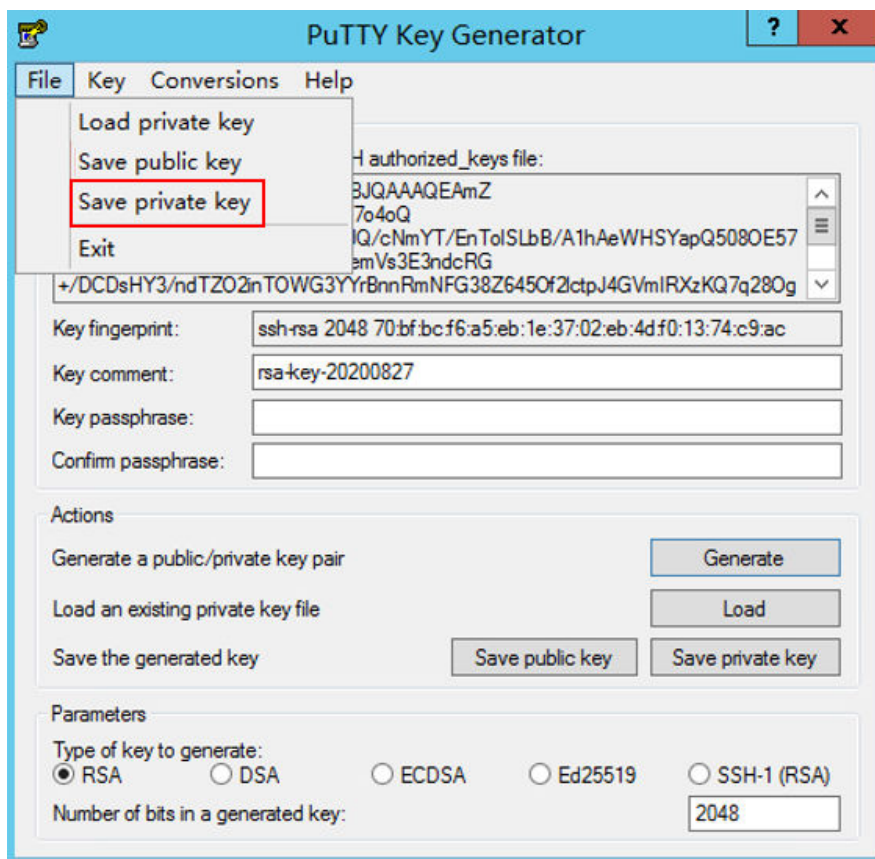 PuTTY Key Generator
? x
File Key Conversions Help
Load private key
Save public key
Save private key
Exit
H authorized_keys file:
BJQAAAQEAmZ
7o4oQ
IQ/cNmYT/EnTolSLbB/A1hAeWHSYapQ508OE57
emVs3E3ndcRG
+/DCDsHY3/ndTZO2inTOWG3YYrBnnRmNFG38Z645Of2lctpJ4GVmIRXzKQ7q28Og
Key fingerprint: ssh-rsa 2048 70:bf:bc:f6:a5:eb:1e:37:02:eb:4d:f0:13:74:c9:ac
Key comment: rsa-key-20200827
Key passphrase:
Confirm passphrase:
Actions
Generate a public/private key pair Generate
Load an existing private key file Load
Save the generated key Save public key Save private key
Parameters
Type of key to generate:
RSA DSA ECDSA Ed25519 SSH-1 (RSA)
Number of bits in a generated key: 2048